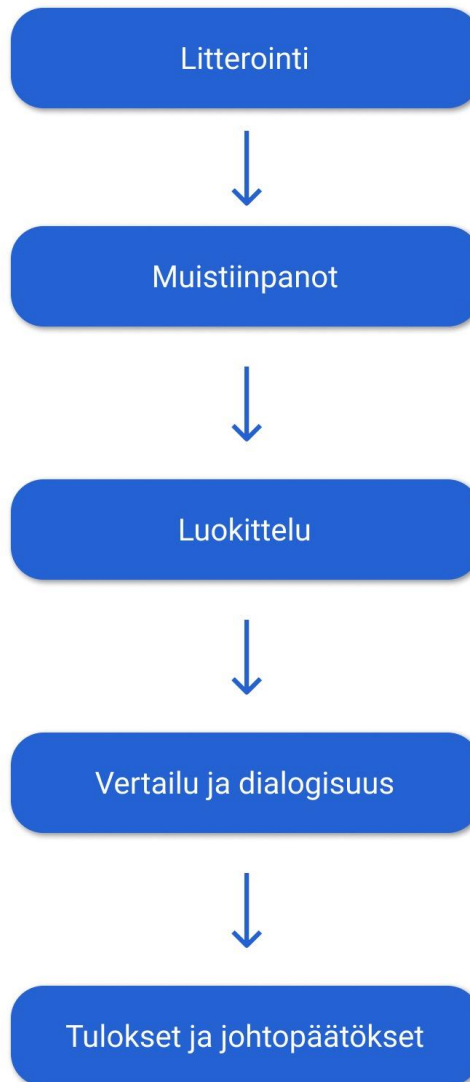 Litterointi
Muistiinpanot
Luokittelu
Vertailu ja dialogisuus
Tulokset ja johtopäätökset